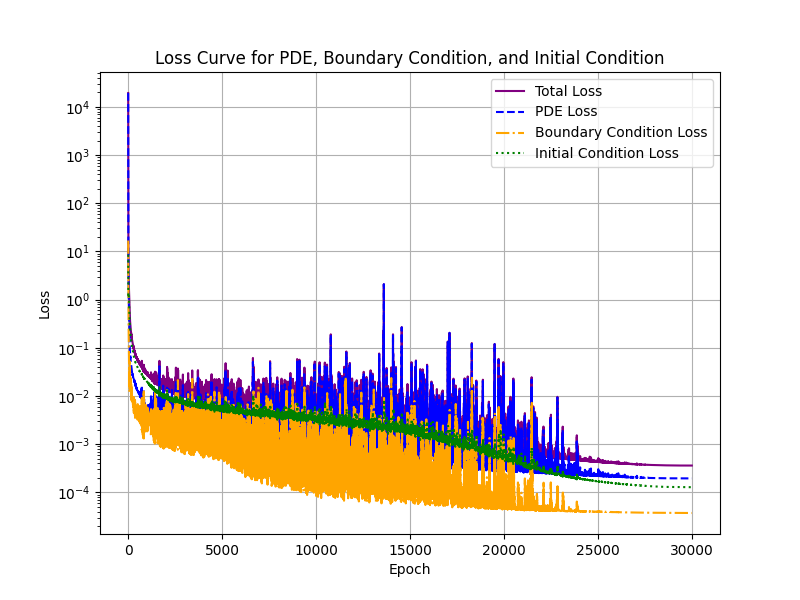 Loss Curve for PDE, Boundary Condition, and Initial Condition
Total Loss
PDE Loss
Boundary Condition Loss
Initial Condition Loss
10⁴
10³
10²
10¹
10⁰
10⁻¹
10⁻²
10⁻³
10⁻⁴
Loss
0 5000 10000 15000 20000 25000 30000
Epoch